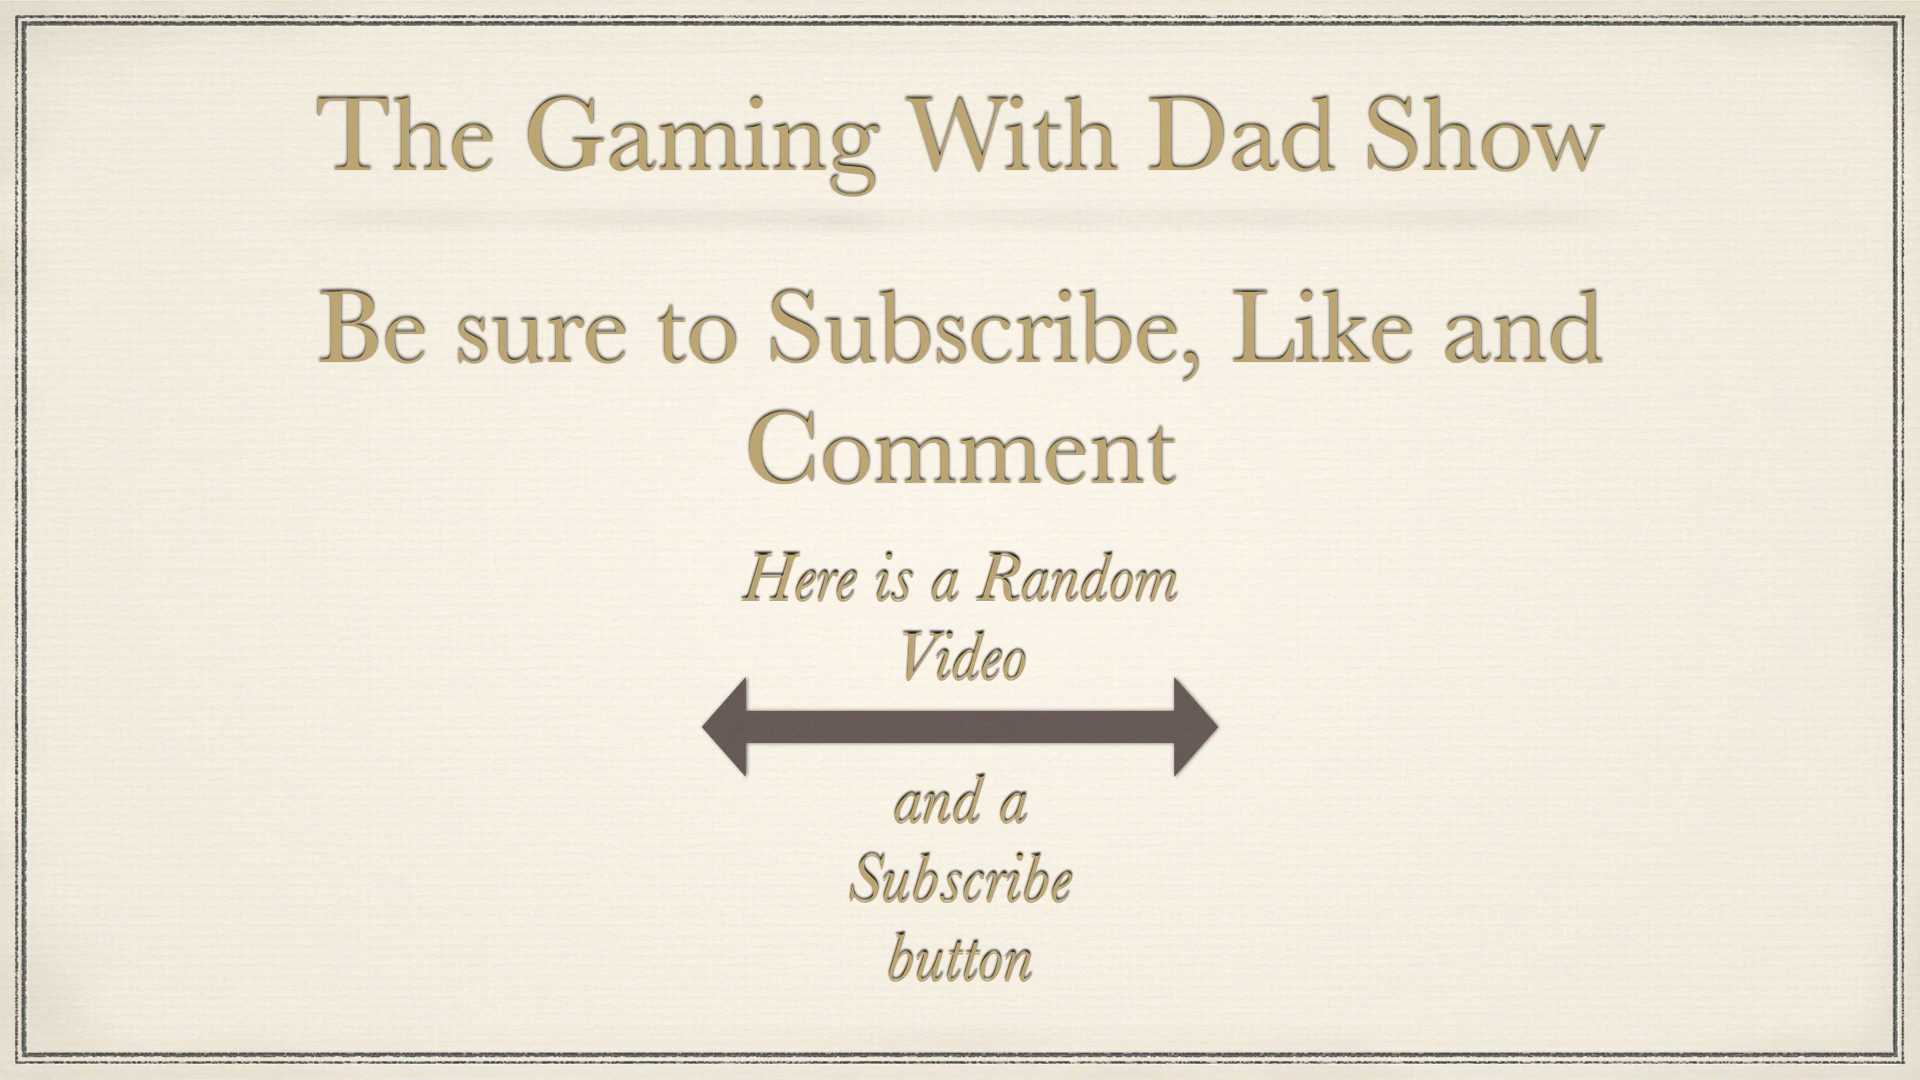 The Gaming With Dad Show
Be sure to Subscribe, Like and
Comment
Here is a Random
Video
and a
Subscribe
button